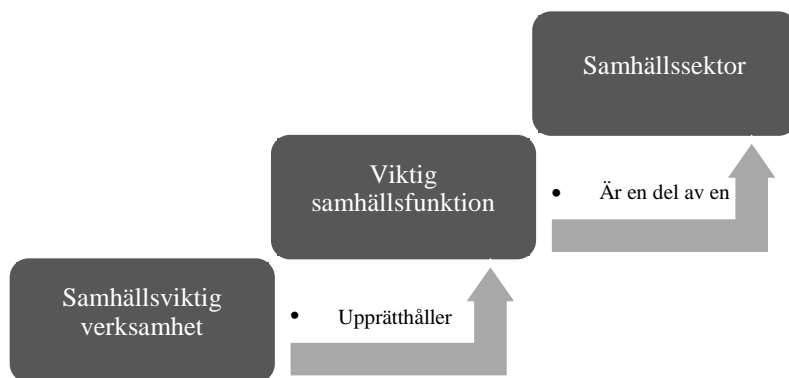 Samhällssektor
Viktig
samhällsfunktion
• Är en del av en
Samhällsviktig
verksamhet
• Upprätthåller